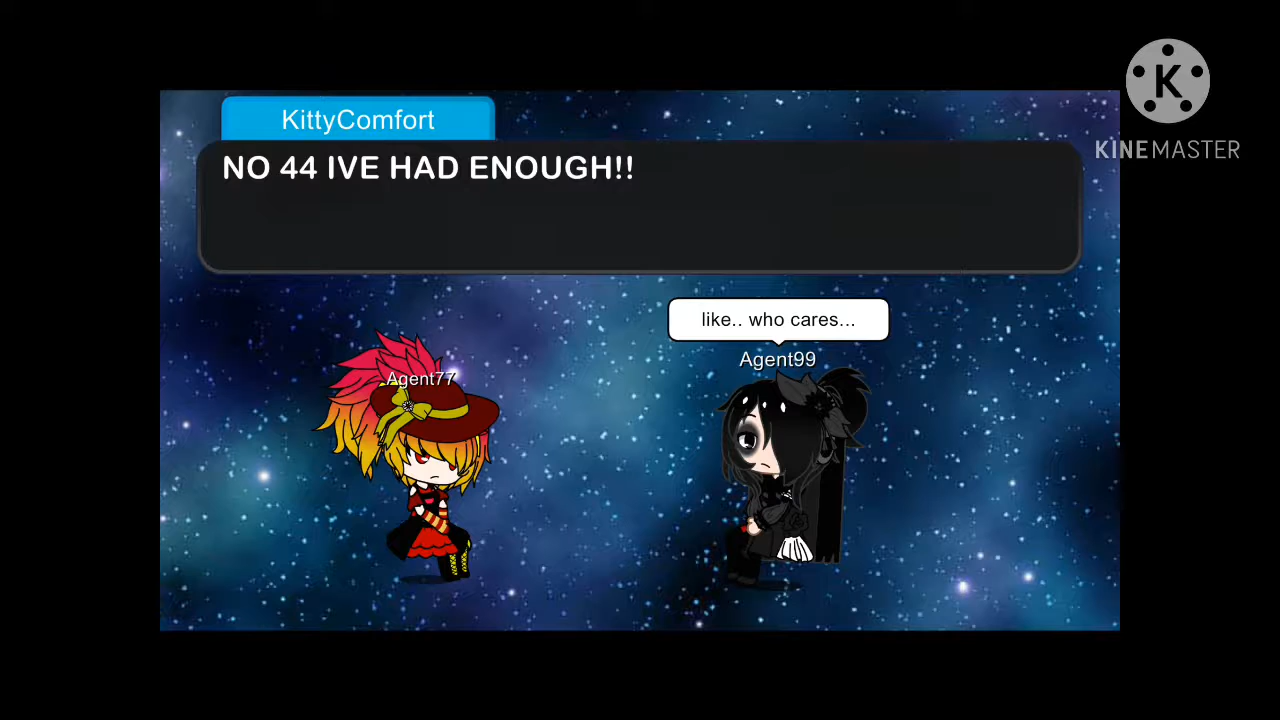 KittyComfort
NO 44 IVE HAD ENOUGH!!
K
KINEMASTER
like.. who cares...
Agent99
Agent77